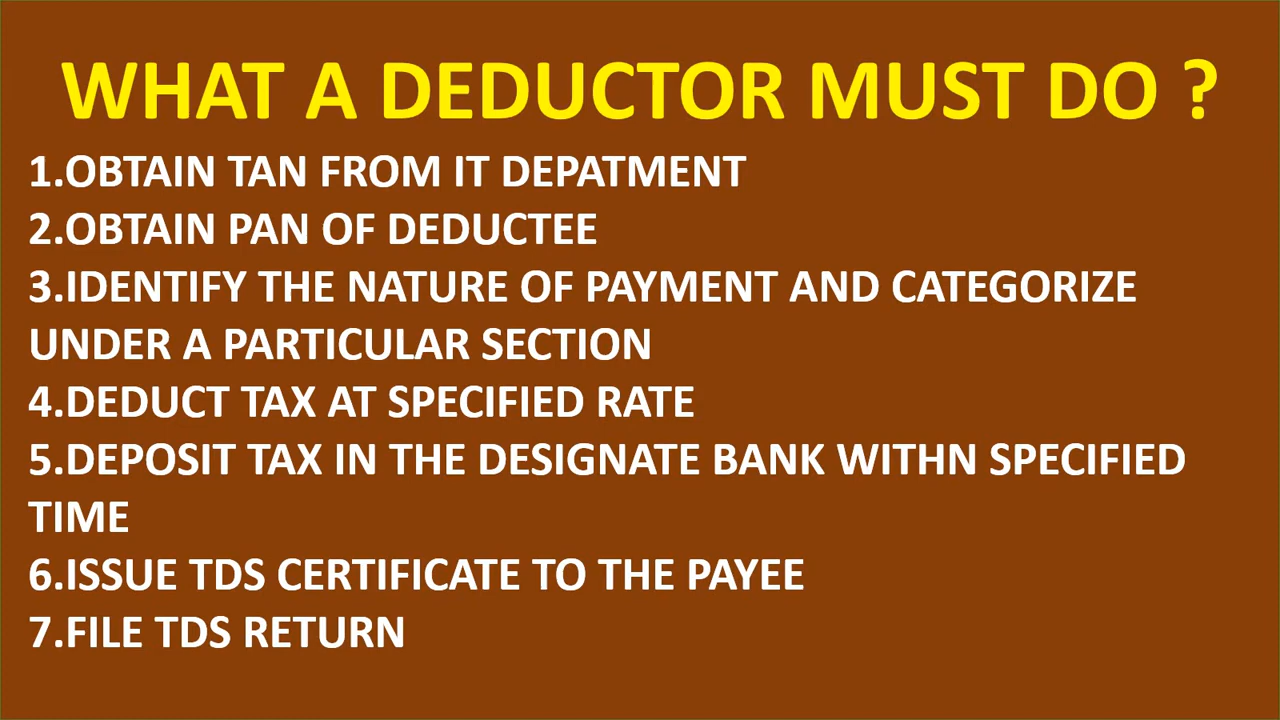 WHAT A DEDUCTOR MUST DO ?
1.OBTAIN TAN FROM IT DEPATMENT
2.OBTAIN PAN OF DEDUCTEE
3.IDENTIFY THE NATURE OF PAYMENT AND CATEGORIZE
UNDER A PARTICULAR SECTION
4.DEDUCT TAX AT SPECIFIED RATE
5.DEPOSIT TAX IN THE DESIGNATE BANK WITHN SPECIFIED
TIME
6.ISSUE TDS CERTIFICATE TO THE PAYEE
7.FILE TDS RETURN